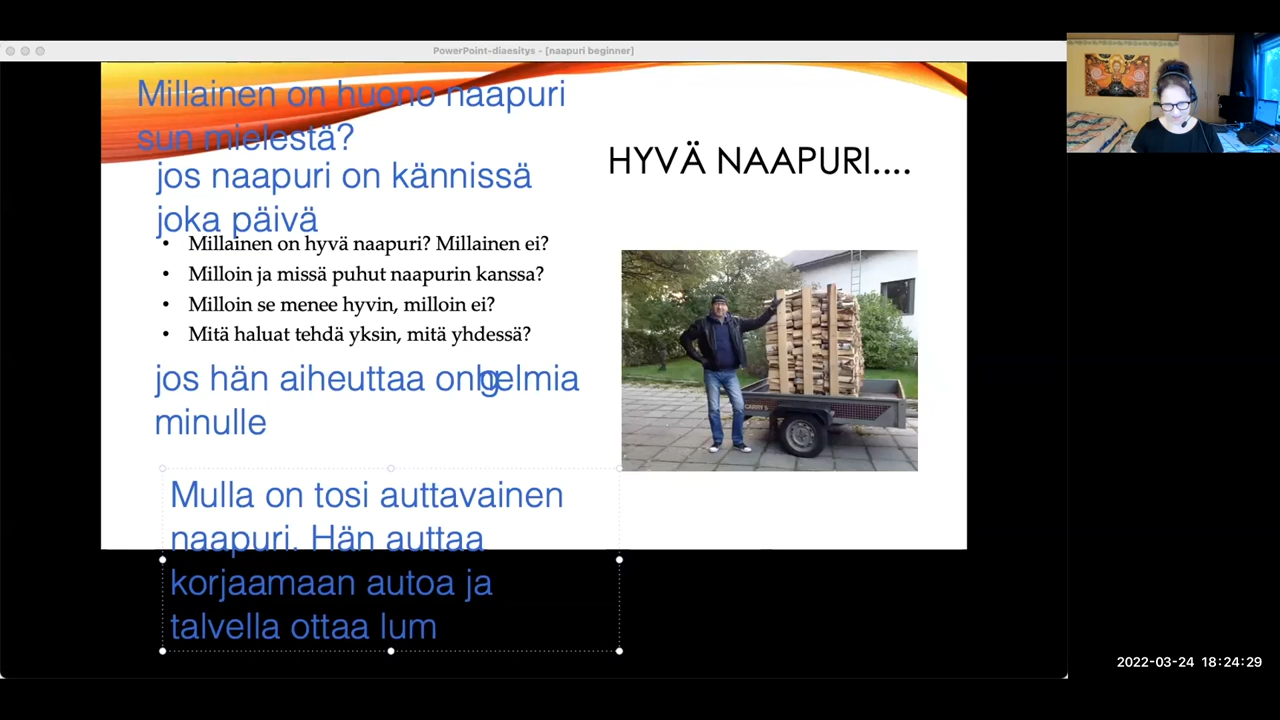 PowerPoint-diaesitys - [naapuri beginner]
Millainen on huono naapuri
sun mielestä?
jos naapuri on kännissä
joka päivä
HYVÄ NAAPURI....
• Millainen on hyvä naapuri? Millainen ei?
• Milloin ja missä puhut naapurin kanssa?
• Milloin se menee hyvin, milloin ei?
• Mitä haluat tehdä yksin, mitä yhdessä?
jos hän aiheuttaa ongelmia
minulle
CARRY 5
Mulla on tosi auttavainen
naapuri. Hän auttaa
korjaamaan autoa ja
talvella ottaa lum
2022-03-24 18:24:29